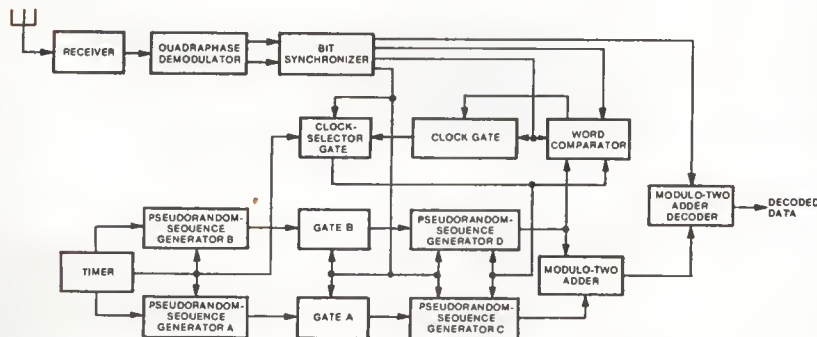 RECEIVER
QUADRAPHASE
DEMODULATOR
BIT
SYNCHRONIZER
CLOCK-
SELECTOR
GATE
CLOCK GATE
WORD
COMPARATOR
MODULO-TWO
ADDER
DECODER
DECODED
DATA
PSEUDORANDOM-
SEQUENCE
GENERATOR B
GATE B
PSEUDORANDOM-
SEQUENCE
GENERATOR D
TIMER
MODULO-TWO
ADDER
PSEUDORANDOM-
SEQUENCE
GENERATOR A
GATE A
PSEUDORANDOM-
SEQUENCE
GENERATOR C